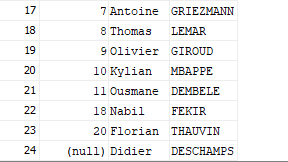 17 7 Antoine GRIEZMANN
18 8 Thomas LEMAR
19 9 Olivier GIROUD
20 10 Kylian MBAPPE
21 11 Ousmane DEMBELE
22 18 Nabil FEKIR
23 20 Florian THAUVIN
24 (null) Didier DESCHAMPS